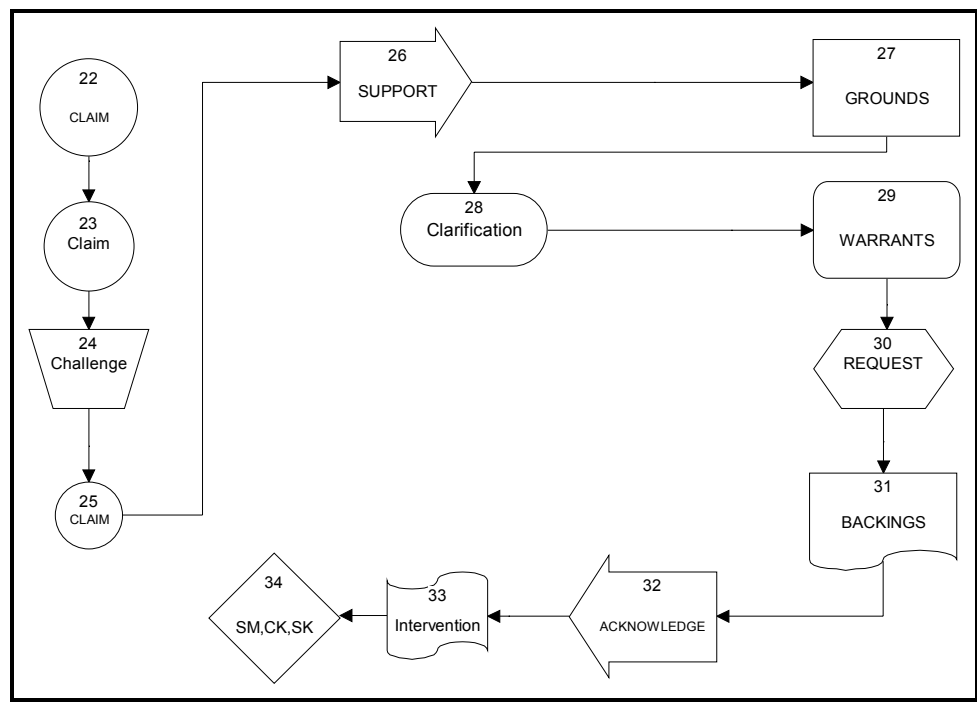 22
CLAIM
23
Claim
24
Challenge
25
CLAIM
26
SUPPORT
27
GROUNDS
28
Clarification
29
WARRANTS
30
REQUEST
31
BACKINGS
32
ACKNOWLEDGE
33
Intervention
34
SM,CK,SK